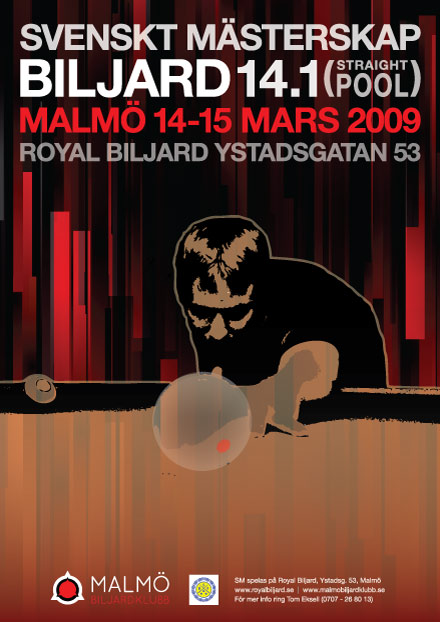 SVENSKT MÄSTERSKAP
BILJARD 14.1 (STRAIGHT POOL)
MALMÖ 14-15 MARS 2009
ROYAL BILJARD YSTADSGATAN 53
MALMÖ
BILJARDKLUBB
SM spelas på Royal Biljard, Ystadsg. 53, Malmö
www.royalbiljard.se | www.malmobiljardklubb.se
För mer info ring Tom Eksell (0707 - 26 80 13)